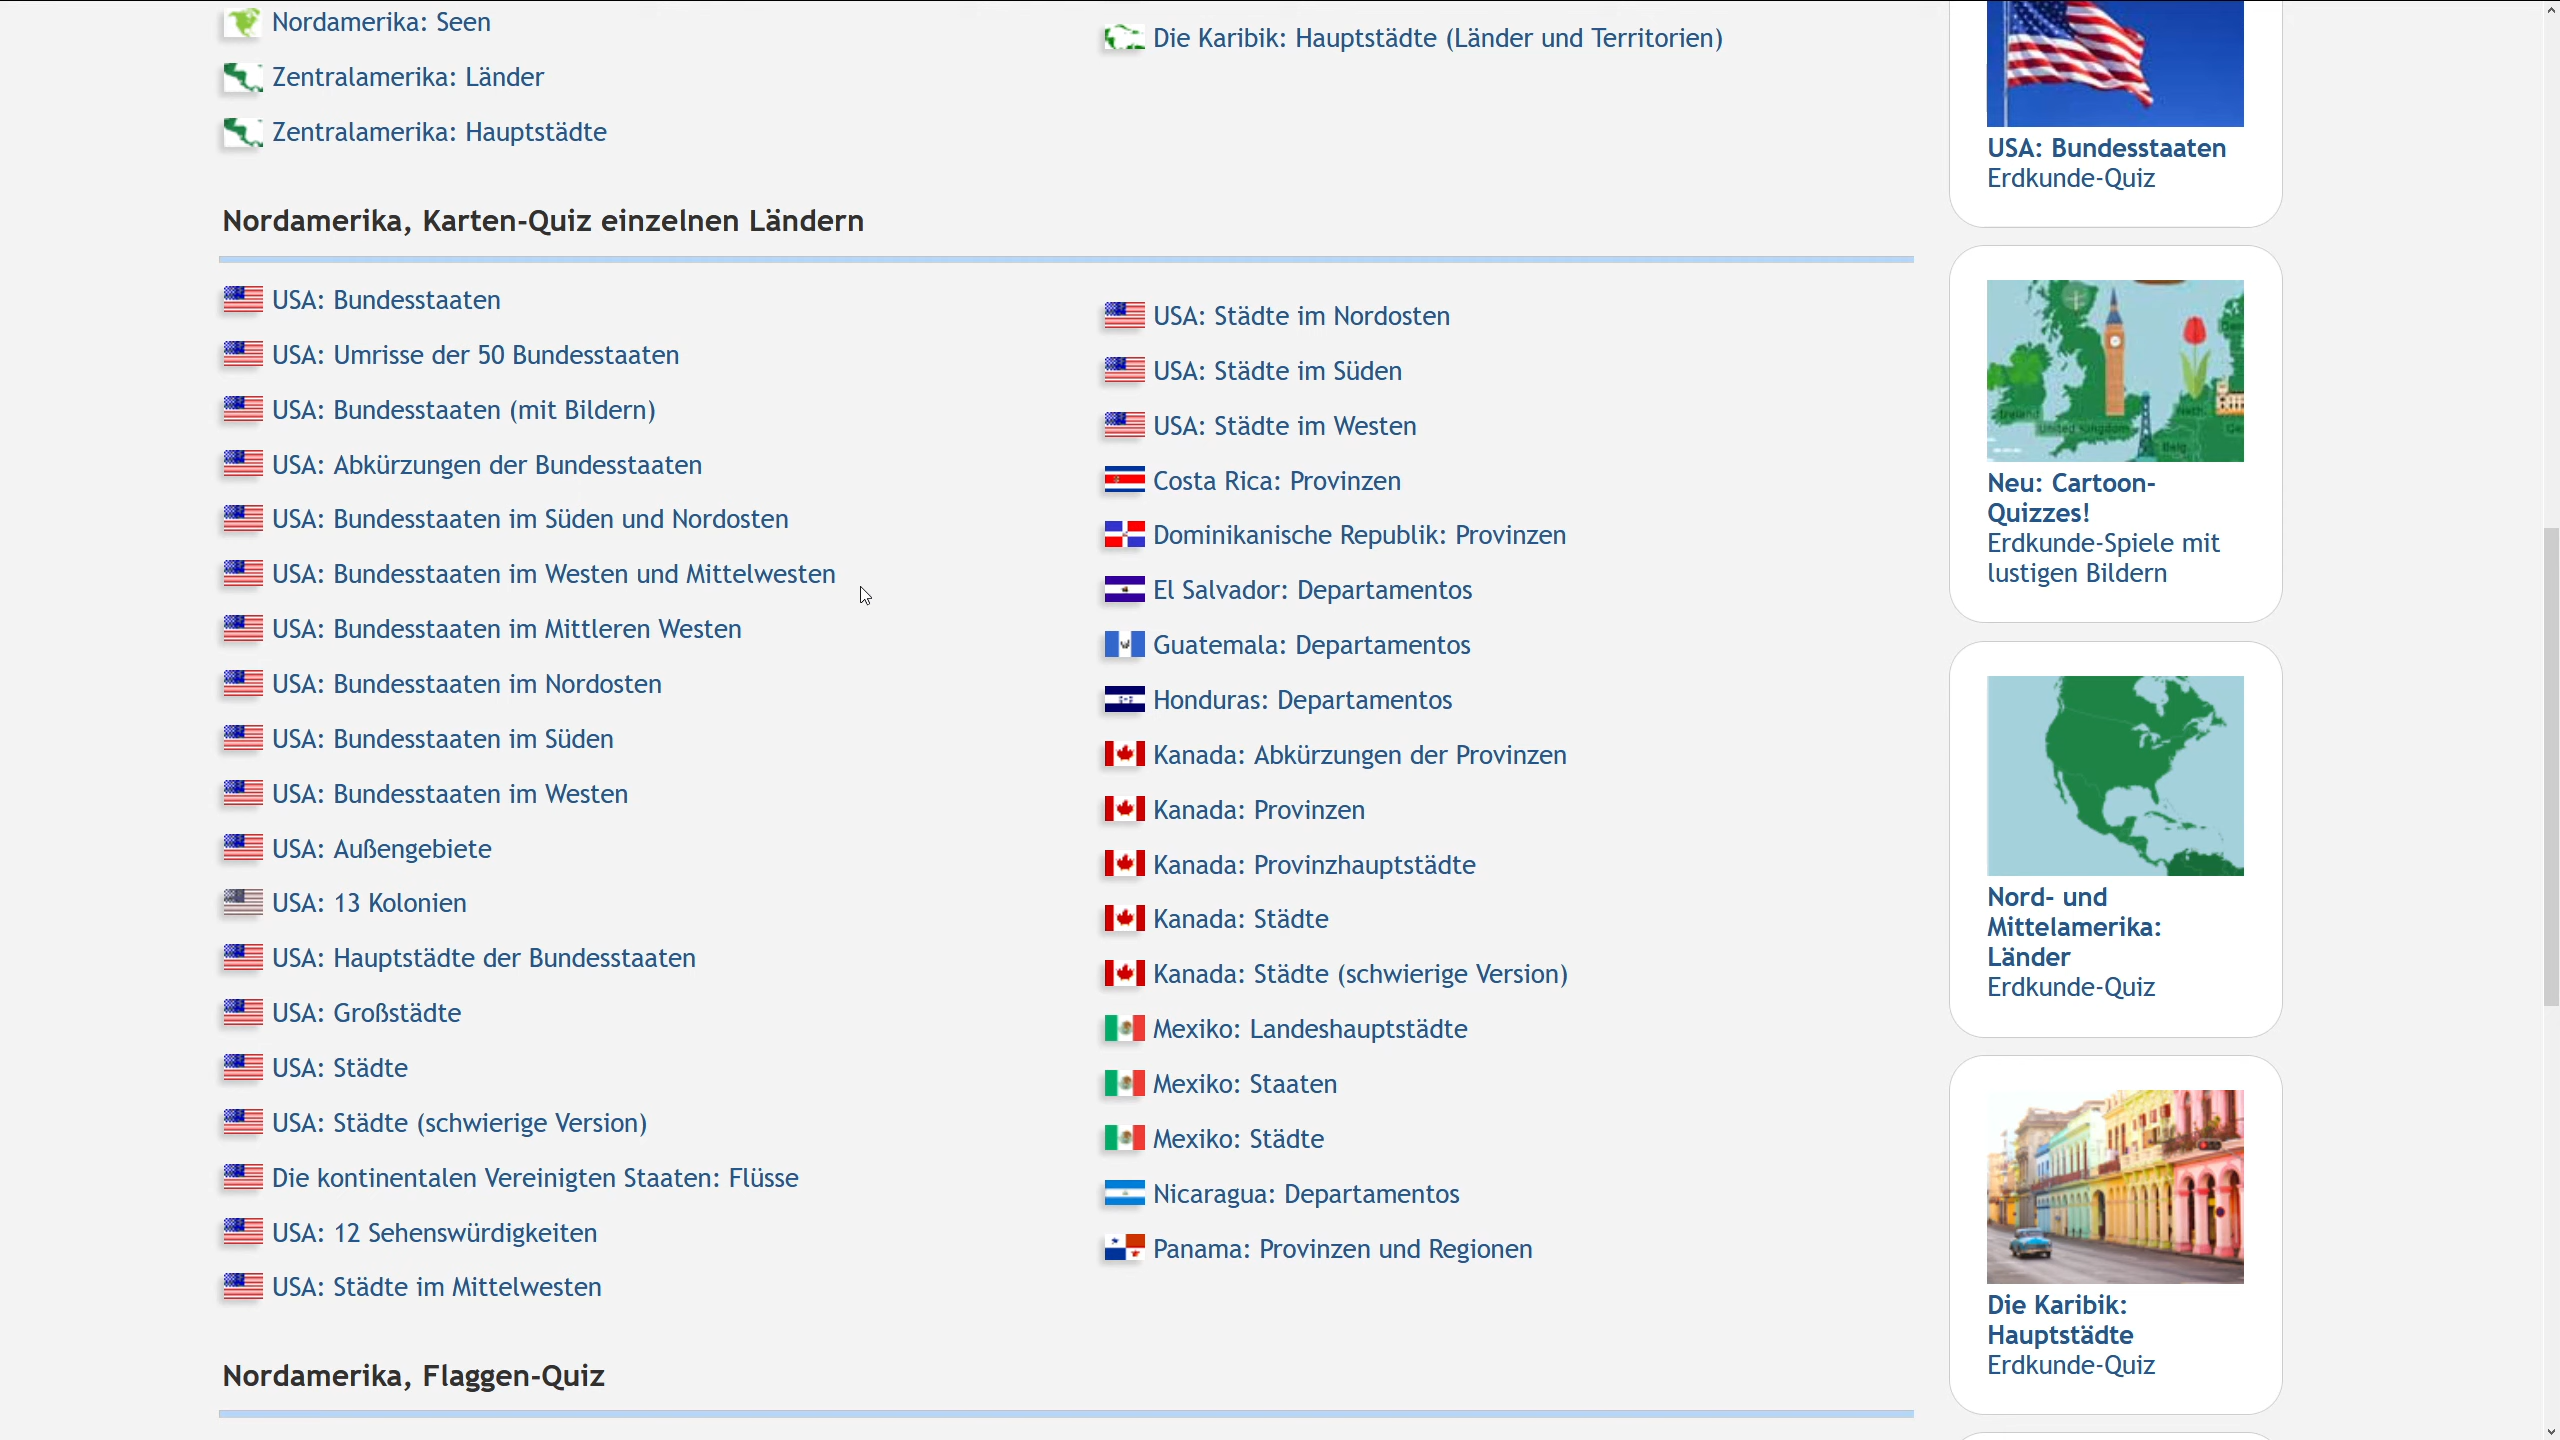 Nordamerika: Seen
Zentralamerika: Länder
Zentralamerika: Hauptstädte
Die Karibik: Hauptstädte (Länder und Territorien)
Nordamerika, Karten-Quiz einzelnen Ländern
USA: Bundesstaaten
USA: Umrisse der 50 Bundesstaaten
USA: Bundesstaaten (mit Bildern)
USA: Abkürzungen der Bundesstaaten
USA: Bundesstaaten im Süden und Nordosten
USA: Bundesstaaten im Westen und Mittelwesten
USA: Bundesstaaten im Mittleren Westen
USA: Bundesstaaten im Nordosten
USA: Bundesstaaten im Süden
USA: Bundesstaaten im Westen
USA: Außengebiete
USA: 13 Kolonien
USA: Hauptstädte der Bundesstaaten
USA: Großstädte
USA: Städte
USA: Städte (schwierige Version)
Die kontinentalen Vereinigten Staaten: Flüsse
USA: 12 Sehenswürdigkeiten
USA: Städte im Mittelwesten
USA: Städte im Nordosten
USA: Städte im Süden
USA: Städte im Westen
Costa Rica: Provinzen
Dominikanische Republik: Provinzen
El Salvador: Departamentos
Guatemala: Departamentos
Honduras: Departamentos
Kanada: Abkürzungen der Provinzen
Kanada: Provinzen
Kanada: Provinzhauptstädte
Kanada: Städte
Kanada: Städte (schwierige Version)
Mexiko: Landeshauptstädte
Mexiko: Staaten
Mexiko: Städte
Nicaragua: Departamentos
Panama: Provinzen und Regionen
Nordamerika, Flaggen-Quiz
USA: Bundesstaaten
Erdkunde-Quiz
Ireland
United Kingdom
Neth.
Belg.
Neu: Cartoon-
Quizzes!
Erdkunde-Spiele mit
lustigen Bildern
Nord- und
Mittelamerika:
Länder
Erdkunde-Quiz
Die Karibik:
Hauptstädte
Erdkunde-Quiz